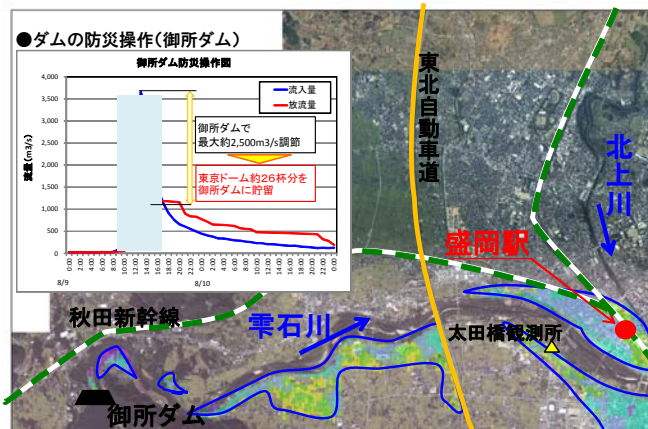 ●ダムの防災操作(御所ダム)
御所ダム防災操作図
流量(m3/s)
4,000
3,500
3,000
2,500
2,000
1,500
1,000
500
0
流入量
放流量
御所ダムで
最大約2,500m3/s調節
東京ドーム約26杯分を
御所ダムに貯留
0:00 2:00 4:00 6:00 8:00 10:00 12:00 14:00 16:00 18:00 20:00 22:00 0:00 2:00 4:00 6:00 8:00 10:00 12:00 14:00 16:00 18:00 20:00 22:00 0:00
8/9
8/10
東北自動車道
北上川
盛岡駅
秋田新幹線
雫石川
太田橋観測所
御所ダム